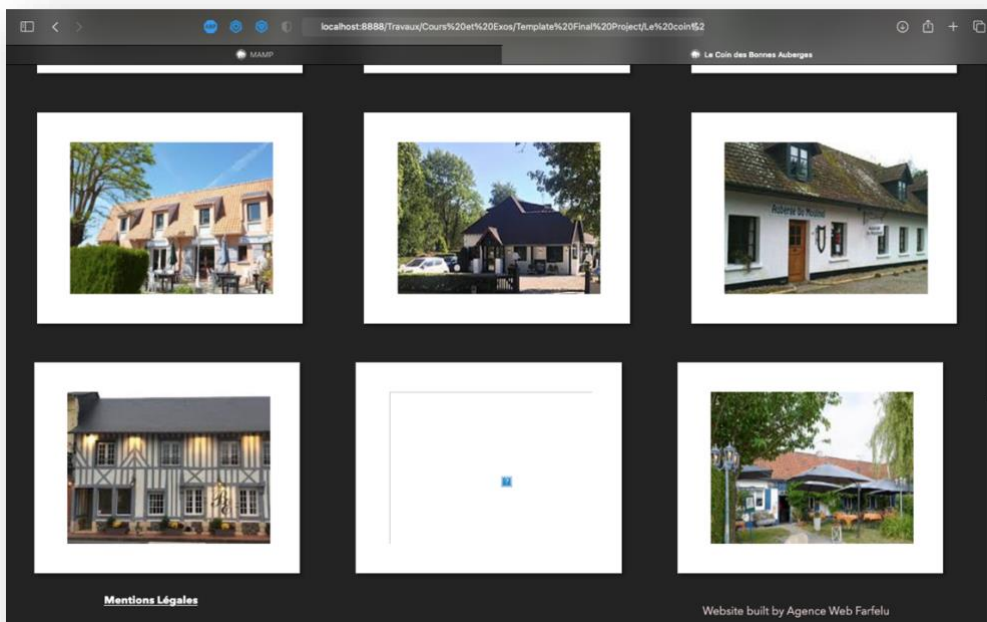 localhost:8888/Travaux/Cours%20et%20Exos/Template%20Final%20Project/Le%20coin
MAMP
Le Coin des Bonnes Auberges
Auberge
Mentions Légales
Website built by Agence Web Farfelu